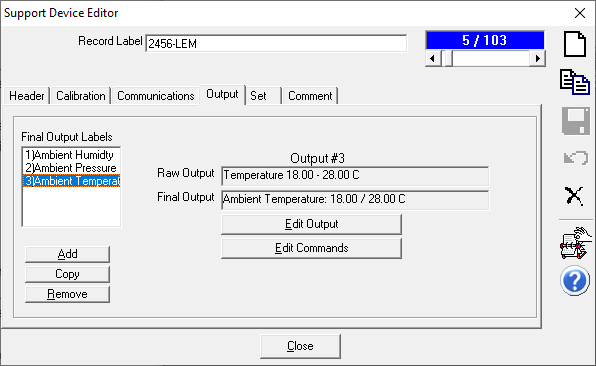 Support Device Editor
Record Label 2456-LEM
5 / 103
Header Calibration Communications Output Set Comment
Final Output Labels
1)Ambient Humidty
2)Ambient Pressure
3)Ambient Temperat
Output #3
Raw Output Temperature 18.00 - 28.00 C
Final Output Ambient Temperature: 18.00 / 28.00 C
Edit Output
Edit Commands
Add
Copy
Remove
Close